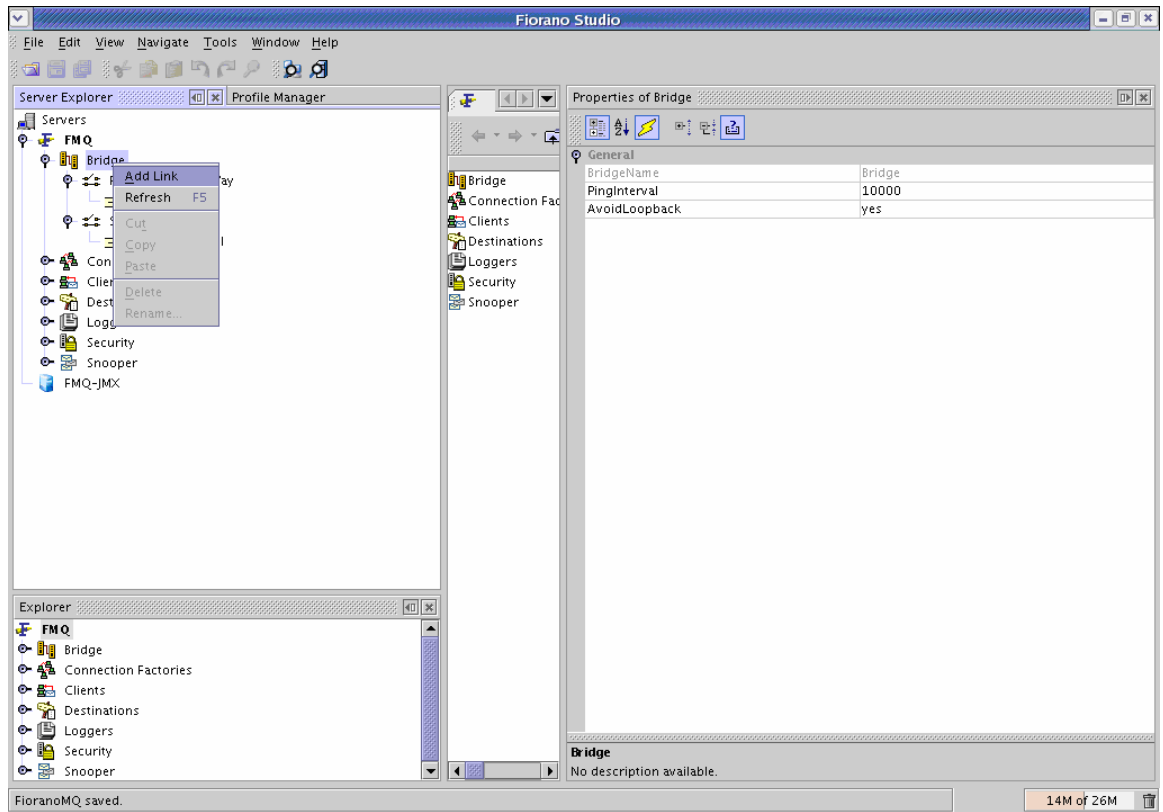 Fiorano Studio
File Edit View Navigate Tools Window Help
Server Explorer
Profile Manager
Servers
FMQ
Bridge
ay
l
Con
Clier
Dest
Logg
Security
Snooper
FMQ-JMX
Add Link
Refresh F5
Cut
Copy
Paste
Delete
Rename...
Explorer
FMQ
Bridge
Connection Factories
Clients
Destinations
Loggers
Security
Snooper
Bridge
Connection Fac
Clients
Destinations
Loggers
Security
Snooper
Properties of Bridge
General
BridgeName Bridge
PingInterval 10000
AvoidLoopback yes
Bridge
No description available.
FioranoMQ saved.
14M of 26M